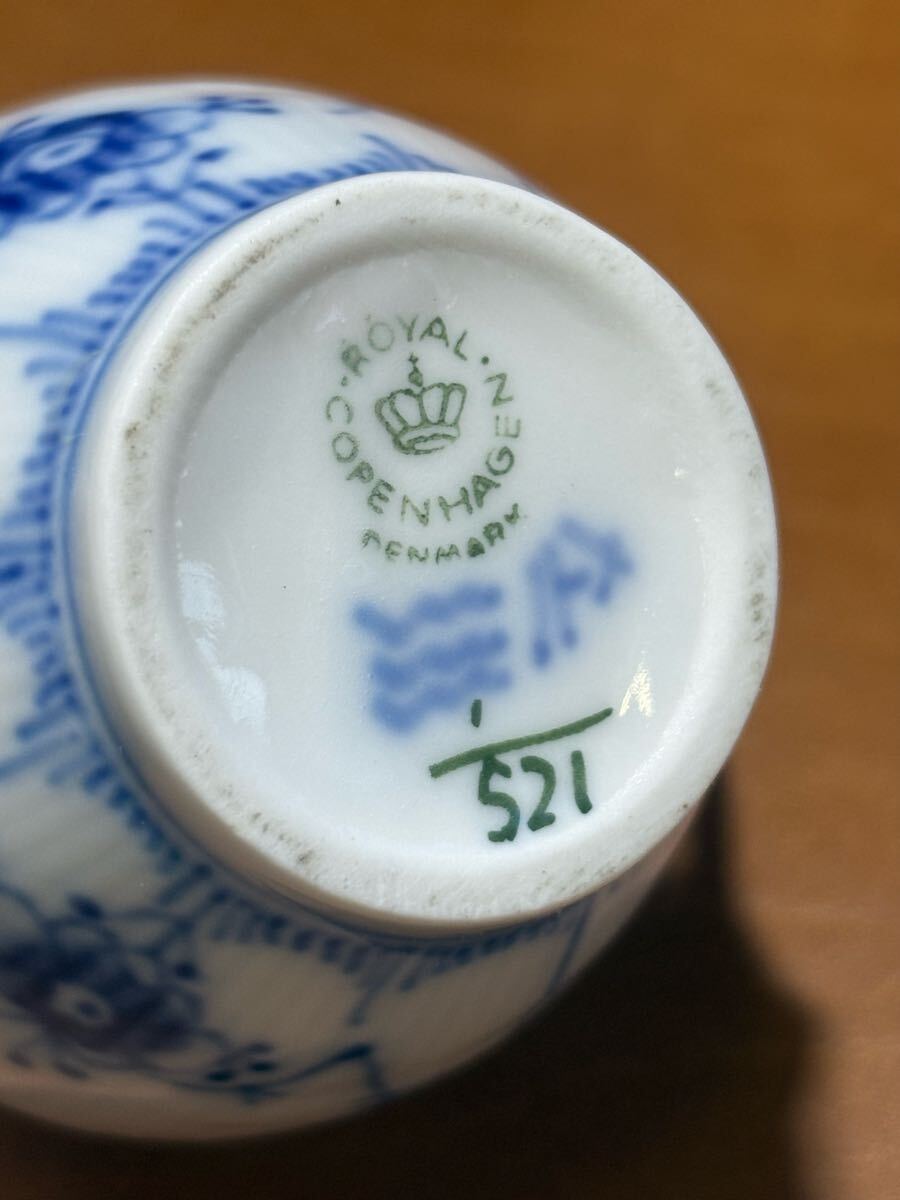 ROYAL
COPENHAGEN
DENMARK
1
521